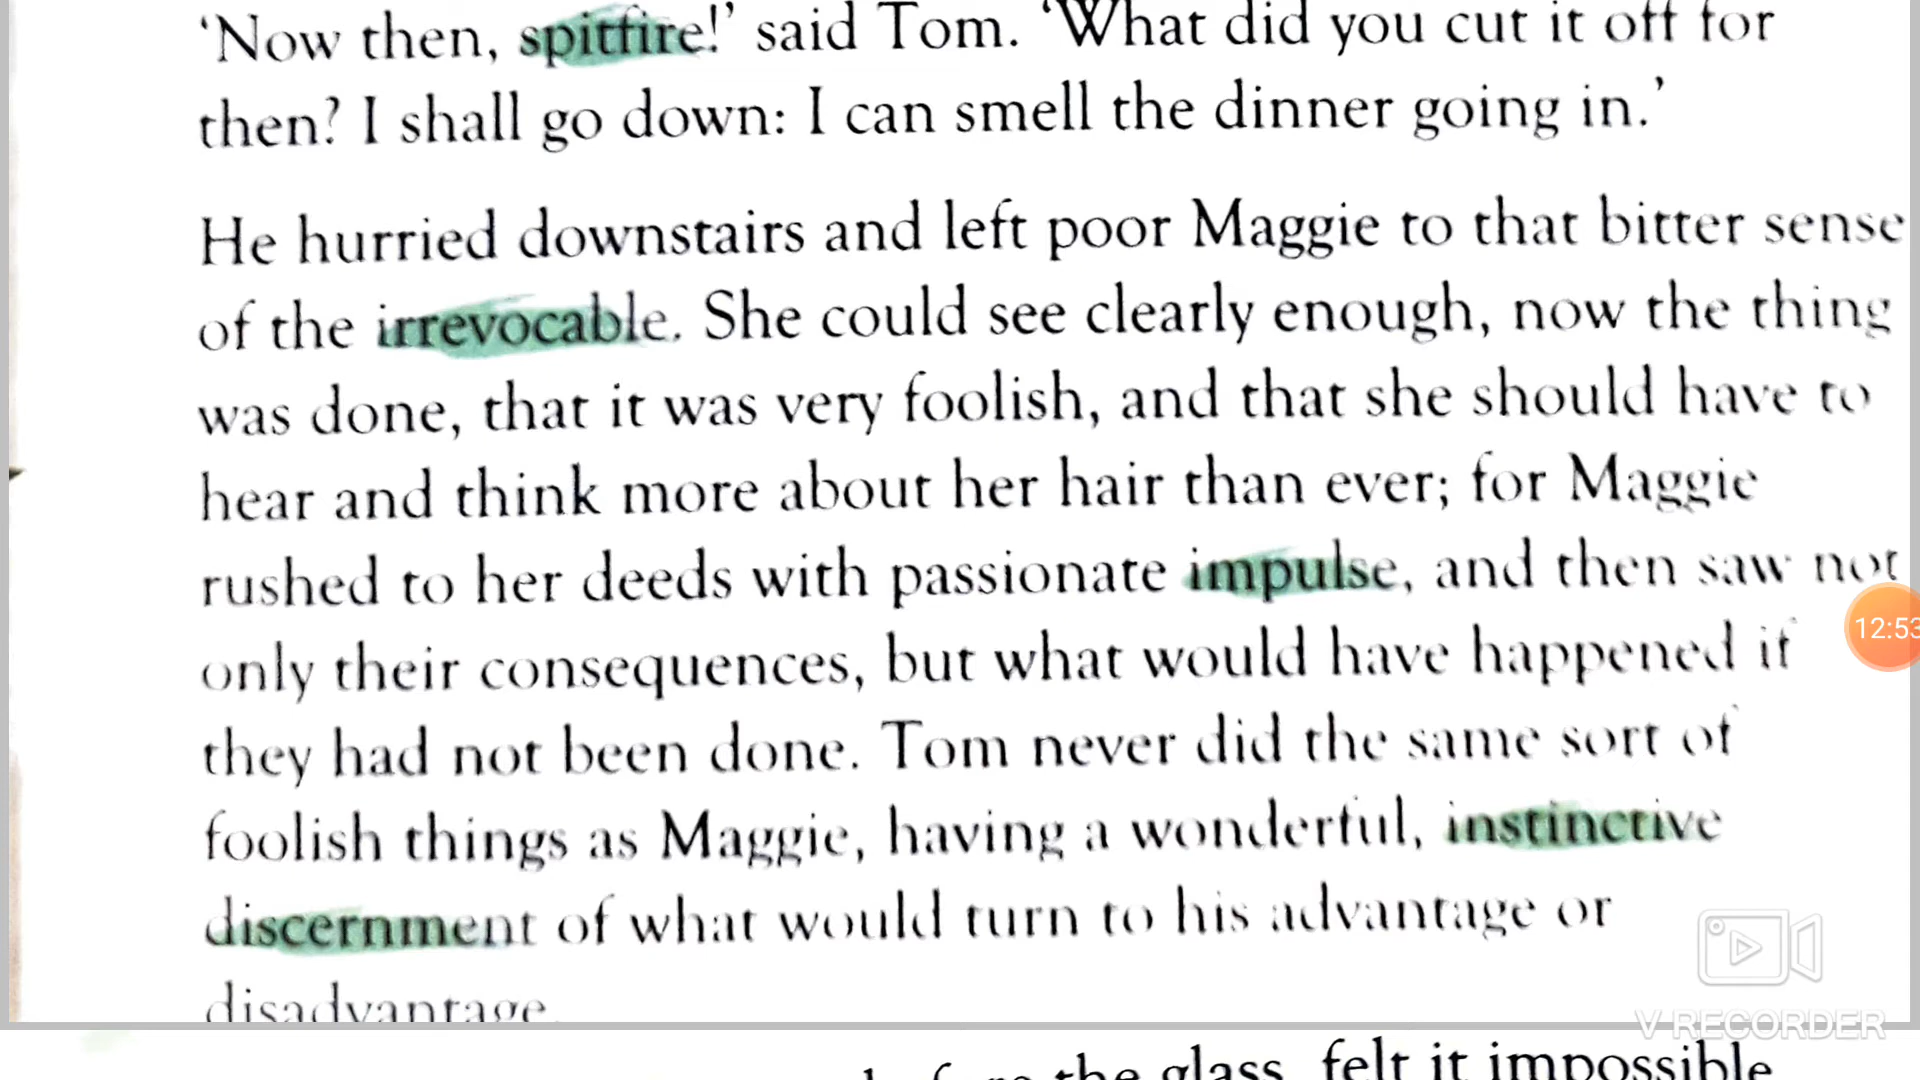 ‘Now then, spitfire!’ said Tom. ‘What did you cut it off for
then? I shall go down: I can smell the dinner going in.’
He hurried downstairs and left poor Maggie to that bitter sense
of the irrevocable. She could see clearly enough, now the thing
was done, that it was very foolish, and that she should have to
hear and think more about her hair than ever; for Maggie
rushed to her deeds with passionate impulse, and then saw not
only their consequences, but what would have happened if
they had not been done. Tom never did the same sort of
foolish things as Maggie, having a wonderful, instinctive
discernment of what would turn to his advantage or
disadvantage.
the glass, felt it impossible
12:53
V RECORDER